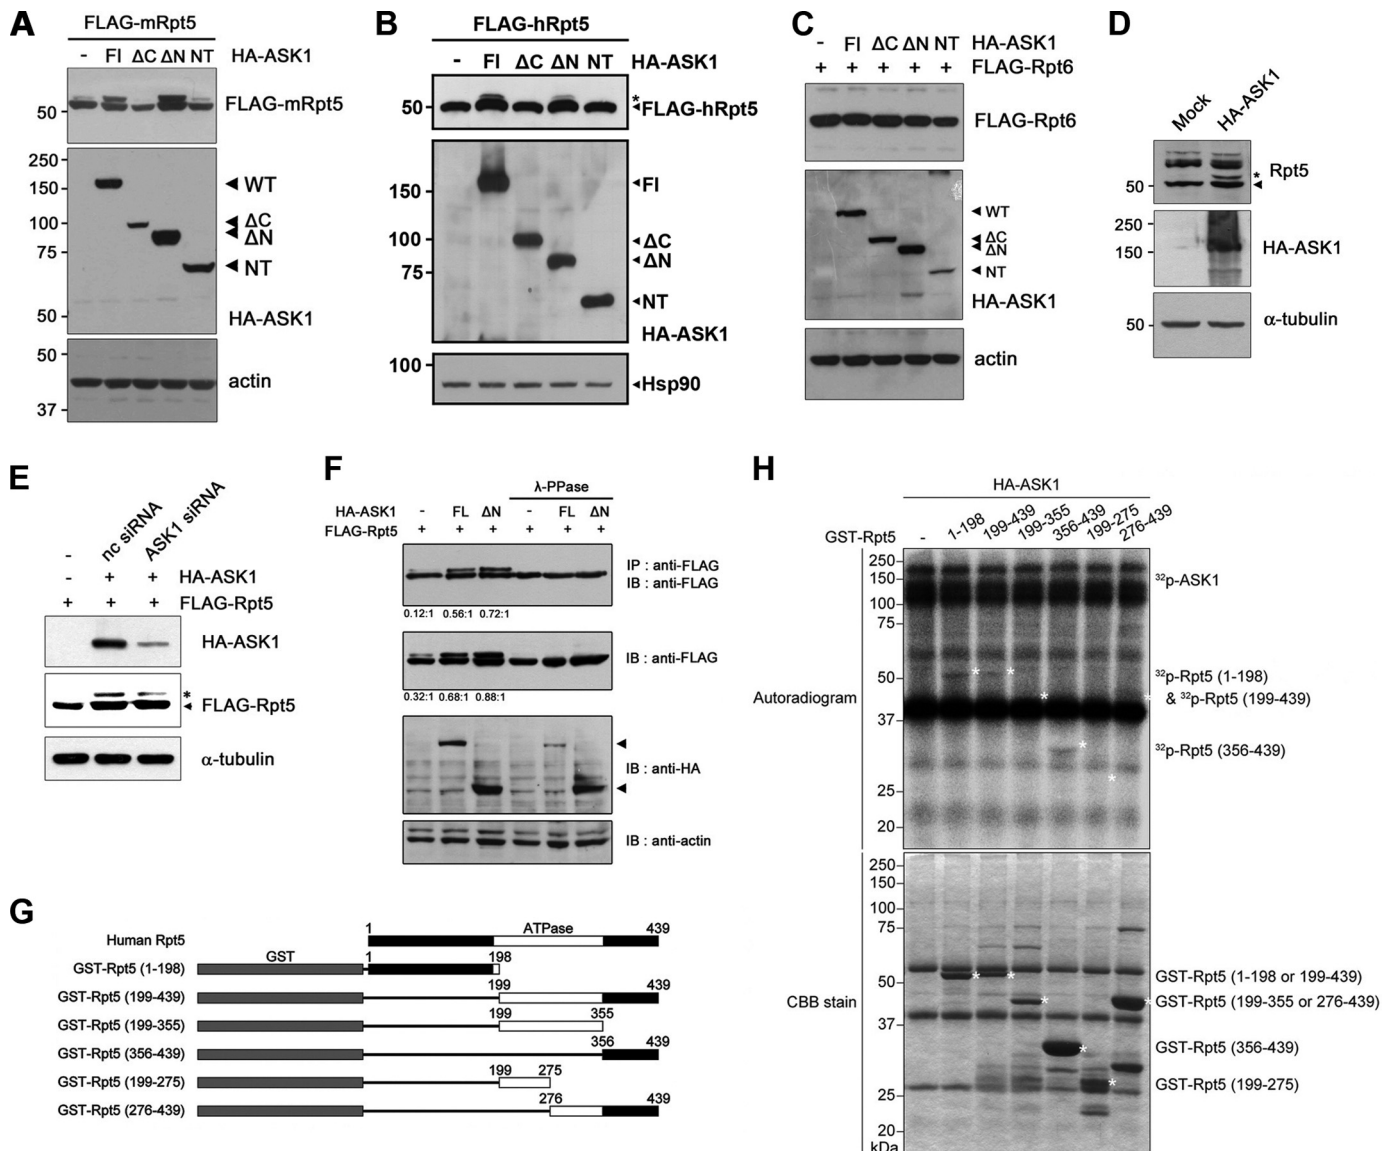 A
FLAG-mRpt5
- Fl ΔC ΔN NT HA-ASK1
FLAG-mRpt5
50
250
150
100
75
50
WT
ΔC
ΔN
NT
HA-ASK1
50
37
actin
B
FLAG-hRpt5
- Fl ΔC ΔN NT HA-ASK1
50
*
FLAG-hRpt5
150
100
75
Fl
ΔC
ΔN
NT
HA-ASK1
100
Hsp90
C
- Fl ΔC ΔN NT HA-ASK1
+ + + + + FLAG-Rpt6
FLAG-Rpt6
WT
ΔC
ΔN
NT
HA-ASK1
actin
D
Mock
HA-ASK1
50
*
Rpt5
250
150
HA-ASK1
50
α-tubulin
E
- nc siRNA ASK1 siRNA
- + + HA-ASK1
+ + + FLAG-Rpt5
HA-ASK1
*
FLAG-Rpt5
α-tubulin
F
λ-PPase
HA-ASK1 - FL ΔN - FL ΔN
FLAG-Rpt5 + + + + + +
IP : anti-FLAG
IB : anti-FLAG
0.12:1 0.56:1 0.72:1
IB : anti-FLAG
0.32:1 0.68:1 0.88:1
IB : anti-HA
IB : anti-actin
G
1 ATPase 439
Human Rpt5
GST 1 198
GST-Rpt5 (1-198)
199 439
GST-Rpt5 (199-439)
199 355
GST-Rpt5 (199-355)
356 439
GST-Rpt5 (356-439)
199 275
GST-Rpt5 (199-275)
276 439
GST-Rpt5 (276-439)
H
HA-ASK1
GST-Rpt5 - 1-198 199-439 199-355 356-439 199-275 276-439
Autoradiogram
250
150
100
75
50
37
25
20
* * * * * *
³²p-ASK1
³²p-Rpt5 (1-198)
& ³²p-Rpt5 (199-439)
³²p-Rpt5 (356-439)
CBB stain
250
150
100
75
50
37
25
20
kDa
* * * * * *
GST-Rpt5 (1-198 or 199-439)
GST-Rpt5 (199-355 or 276-439)
GST-Rpt5 (356-439)
GST-Rpt5 (199-275)